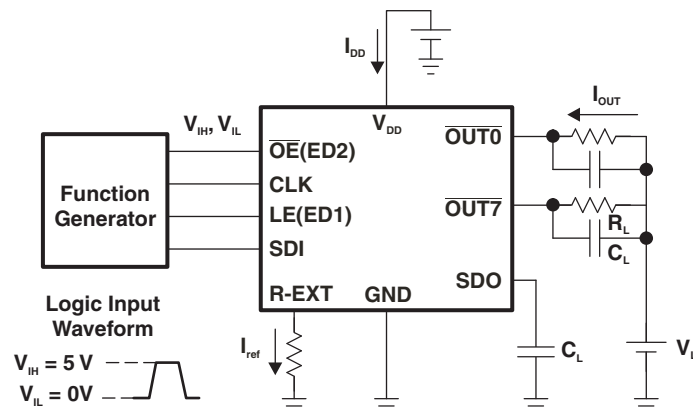 I_DD
I_OUT
V_IH, V_IL
V_DD
OUT0
OE(ED2)
Function
Generator
CLK
LE(ED1)
OUT7
R_L
SDI
C_L
SDO
R-EXT
GND
Logic Input
Waveform
I_ref
C_L
V_L
V_IH = 5 V
V_IL = 0V